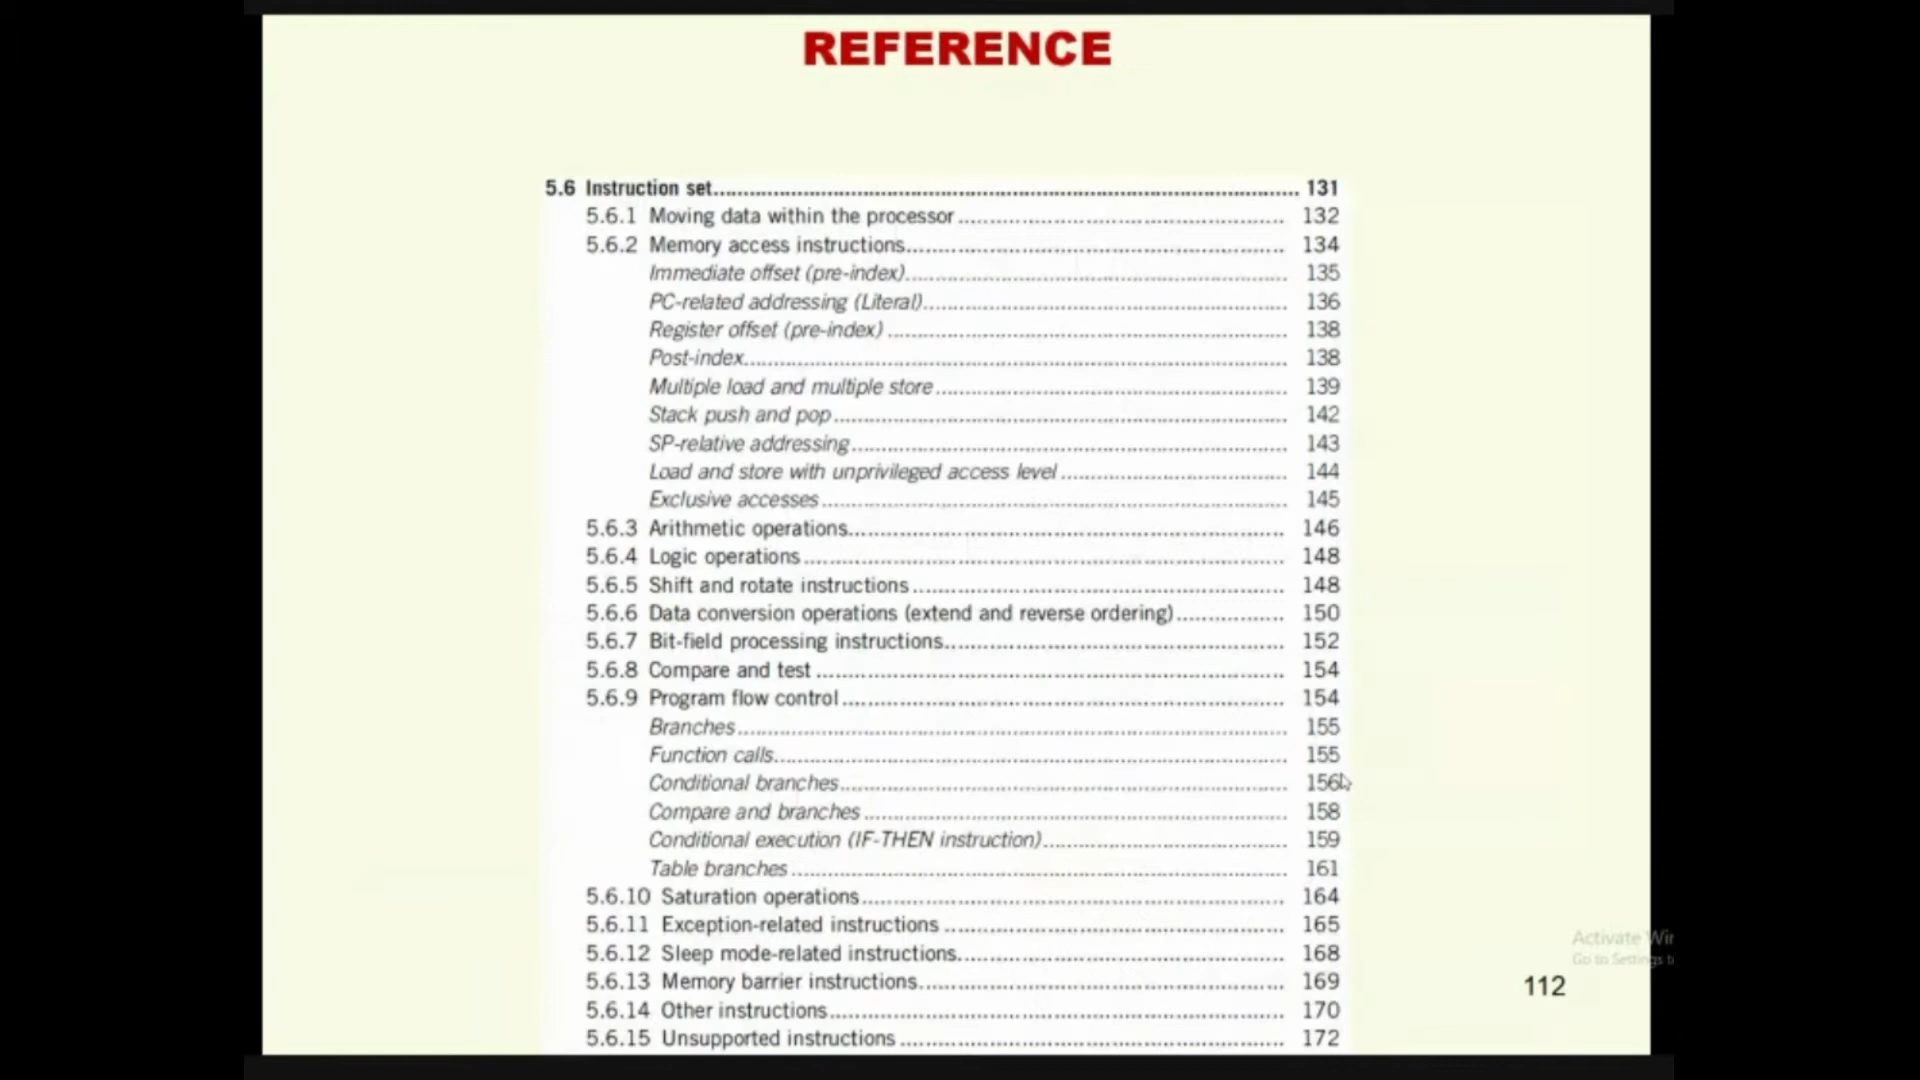 REFERENCE
5.6 Instruction set 131
5.6.1 Moving data within the processor 132
5.6.2 Memory access instructions 134
Immediate offset (pre-index) 135
PC-related addressing (Literal) 136
Register offset (pre-index) 138
Post-index 138
Multiple load and multiple store 139
Stack push and pop 142
SP-relative addressing 143
Load and store with unprivileged access level 144
Exclusive accesses 145
5.6.3 Arithmetic operations 146
5.6.4 Logic operations 148
5.6.5 Shift and rotate instructions 148
5.6.6 Data conversion operations (extend and reverse ordering) 150
5.6.7 Bit-field processing instructions 152
5.6.8 Compare and test 154
5.6.9 Program flow control 154
Branches 155
Function calls 155
Conditional branches 156
Compare and branches 158
Conditional execution (IF-THEN instruction) 159
Table branches 161
5.6.10 Saturation operations 164
5.6.11 Exception-related instructions 165
5.6.12 Sleep mode-related instructions 168
5.6.13 Memory barrier instructions 169
5.6.14 Other instructions 170
5.6.15 Unsupported instructions 172
Activate Wir
Go to Settings t
112